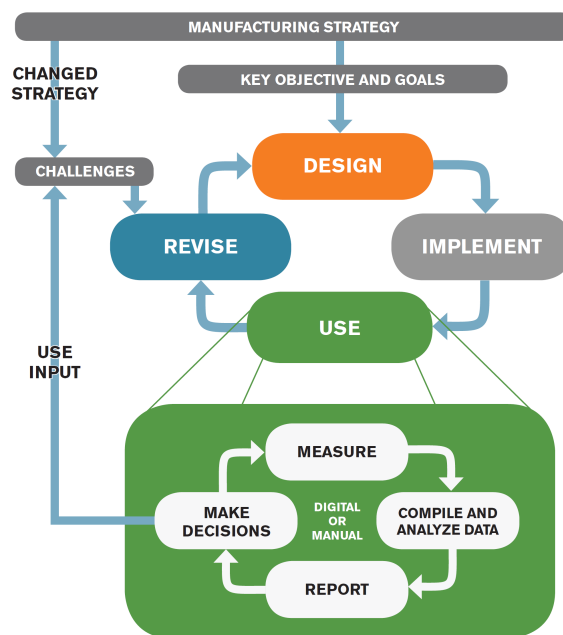 MANUFACTURING STRATEGY
CHANGED
STRATEGY
KEY OBJECTIVE AND GOALS
CHALLENGES
DESIGN
REVISE
IMPLEMENT
USE
USE
INPUT
MEASURE
MAKE
DECISIONS
DIGITAL
OR
MANUAL
COMPILE AND
ANALYZE DATA
REPORT